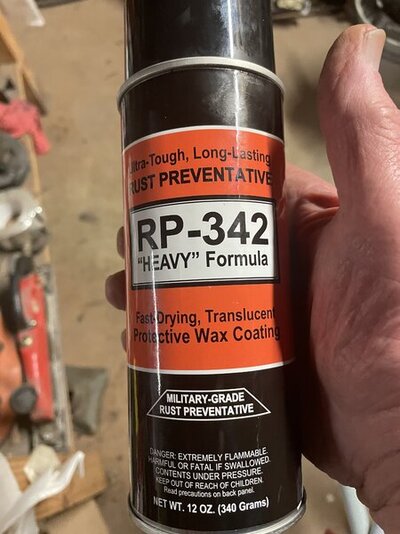 Ultra-Tough, Long-Lasting
RUST PREVENTATIVE
RP-342
"HEAVY" Formula
Fast-Drying, Translucent
Protective Wax Coating
MILITARY-GRADE
RUST PREVENTATIVE
DANGER: EXTREMELY FLAMMABLE.
HARMFUL OR FATAL IF SWALLOWED.
CONTENTS UNDER PRESSURE.
KEEP OUT OF REACH OF CHILDREN.
Read precautions on back panel.
NET WT. 12 OZ. (340 Grams)